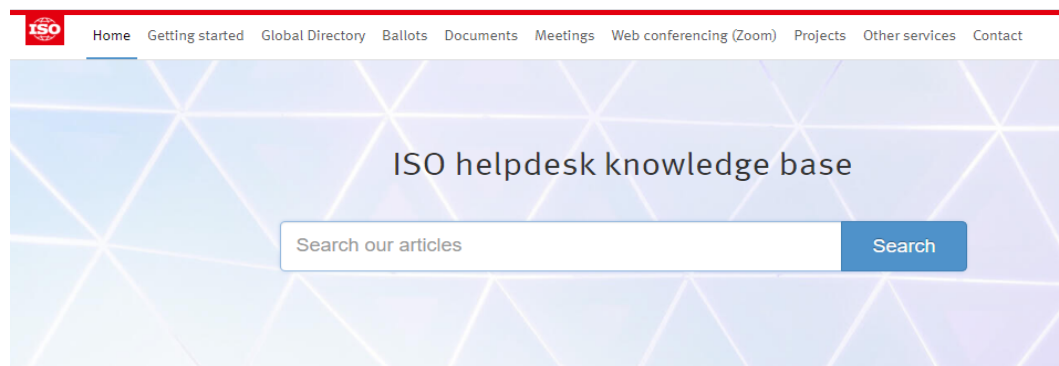 ISO
Home Getting started Global Directory Ballots Documents Meetings Web conferencing (Zoom) Projects Other services Contact
ISO helpdesk knowledge base
Search our articles Search